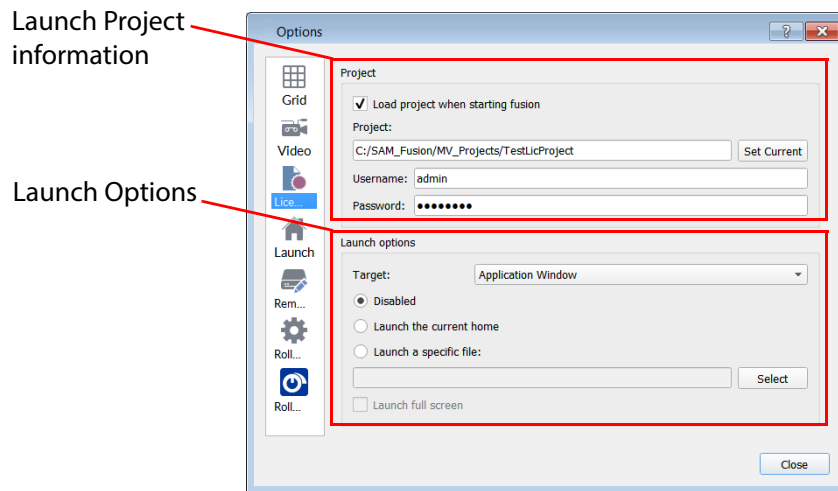 Launch Project
information
Options
Grid
Video
Lice...
Launch
Rem...
Roll...
Roll...
Project
Load project when starting fusion
Project:
C:/SAM_Fusion/MV_Projects/TestLicProject
Set Current
Username: admin
Password: ●●●●●●●●
Launch Options
Launch options
Target: Application Window
Disabled
Launch the current home
Launch a specific file:
Select
Launch full screen
Close